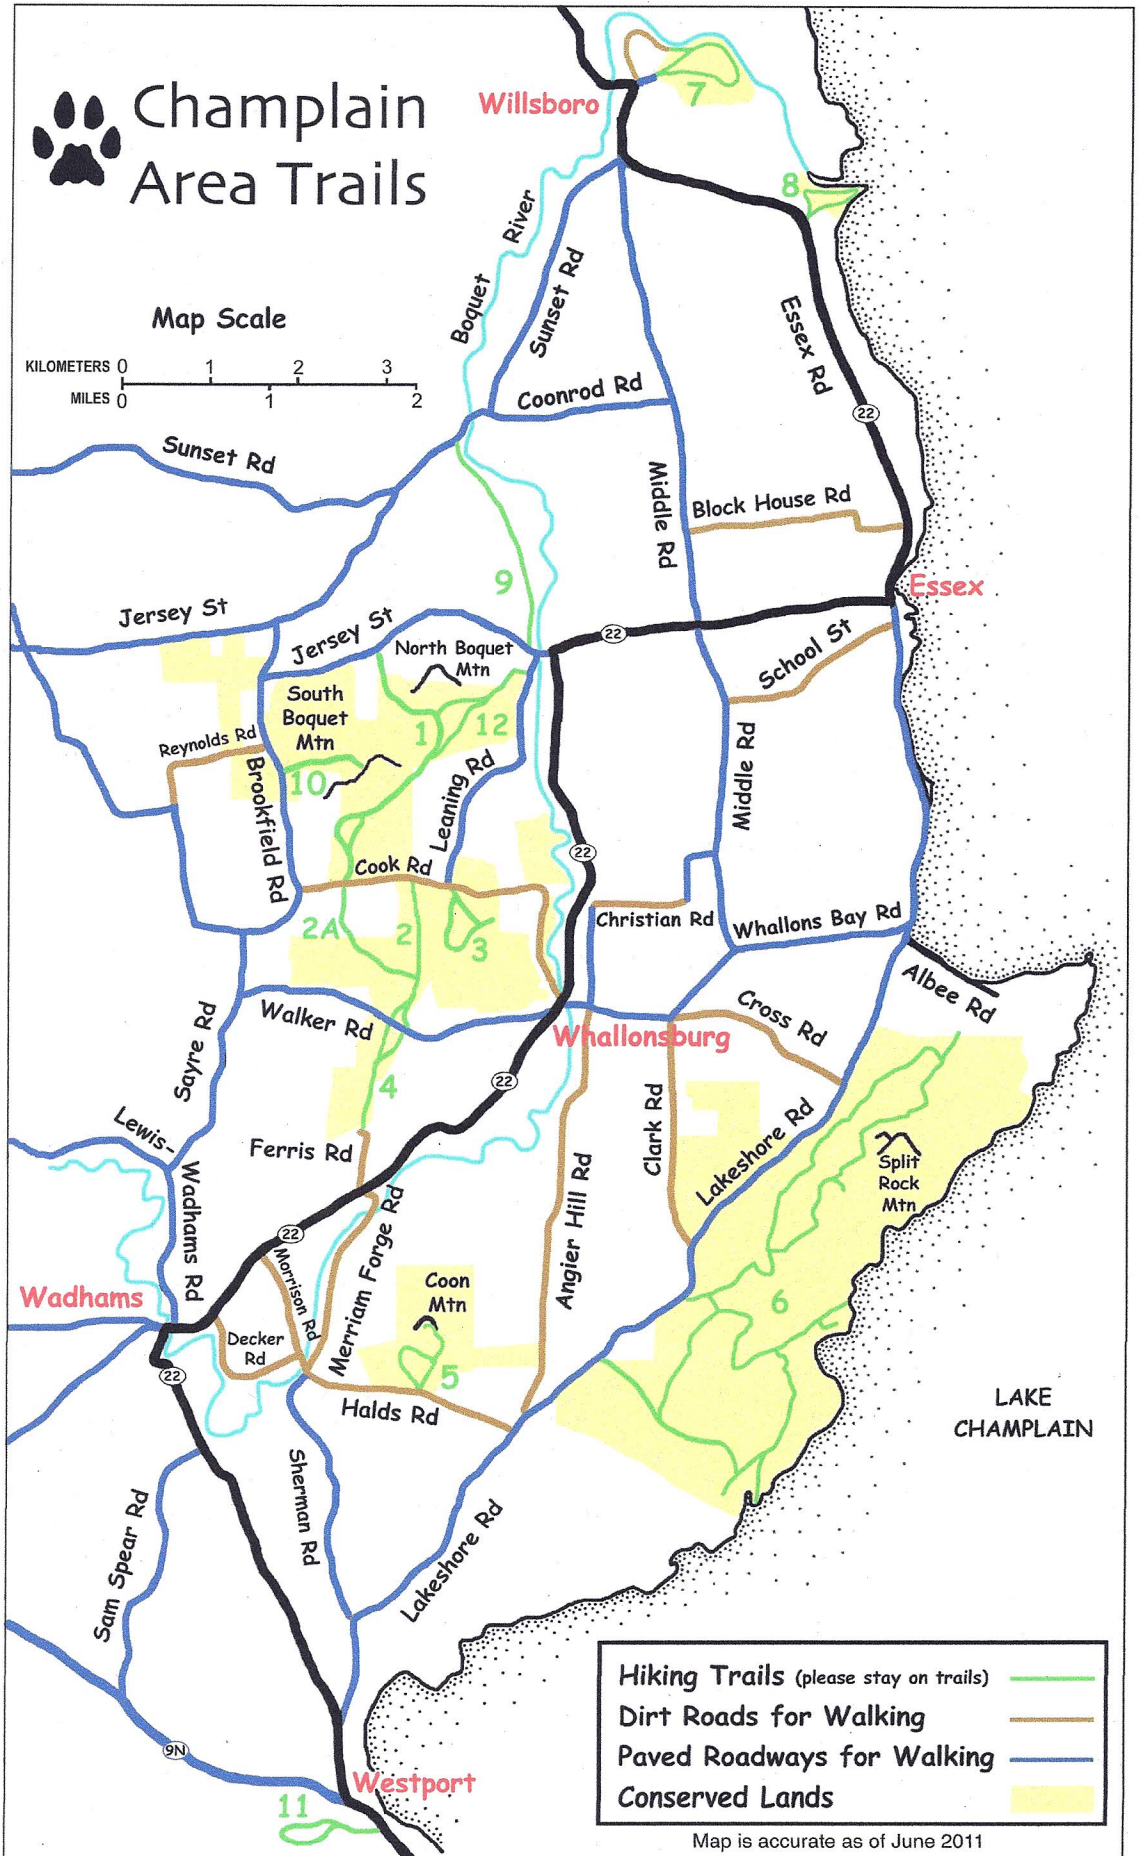 Champlain
Area Trails
Map Scale
KILOMETERS 0 1 2 3
MILES 0 1 2
Willsboro
7
8
Boquet River
Sunset Rd
Essex Rd
Coonrod Rd
22
Sunset Rd
Middle Rd
Block House Rd
9
Essex
Jersey St
Jersey St
22
School St
North Boquet
Mtn
South
Boquet
Mtn
1
12
Reynolds Rd
10
Brookfield Rd
Leaning Rd
Middle Rd
22
Cook Rd
2A
2
3
Christian Rd
Whallons Bay Rd
Albee Rd
Walker Rd
Cross Rd
Whallonsburg
Sayre Rd
22
4
Clark Rd
Lewis-
Wadhams Rd
Ferris Rd
Lakeshore Rd
Split
Rock
Mtn
Angier Hill Rd
22
Merriam Forge Rd
Morrison Rd
Coon
Mtn
Wadhams
6
Decker
Rd
22
5
Halds Rd
LAKE
CHAMPLAIN
Sherman Rd
Sam Spear Rd
Lakeshore Rd
9N
Westport
11
Hiking Trails (please stay on trails)
Dirt Roads for Walking
Paved Roadways for Walking
Conserved Lands
Map is accurate as of June 2011